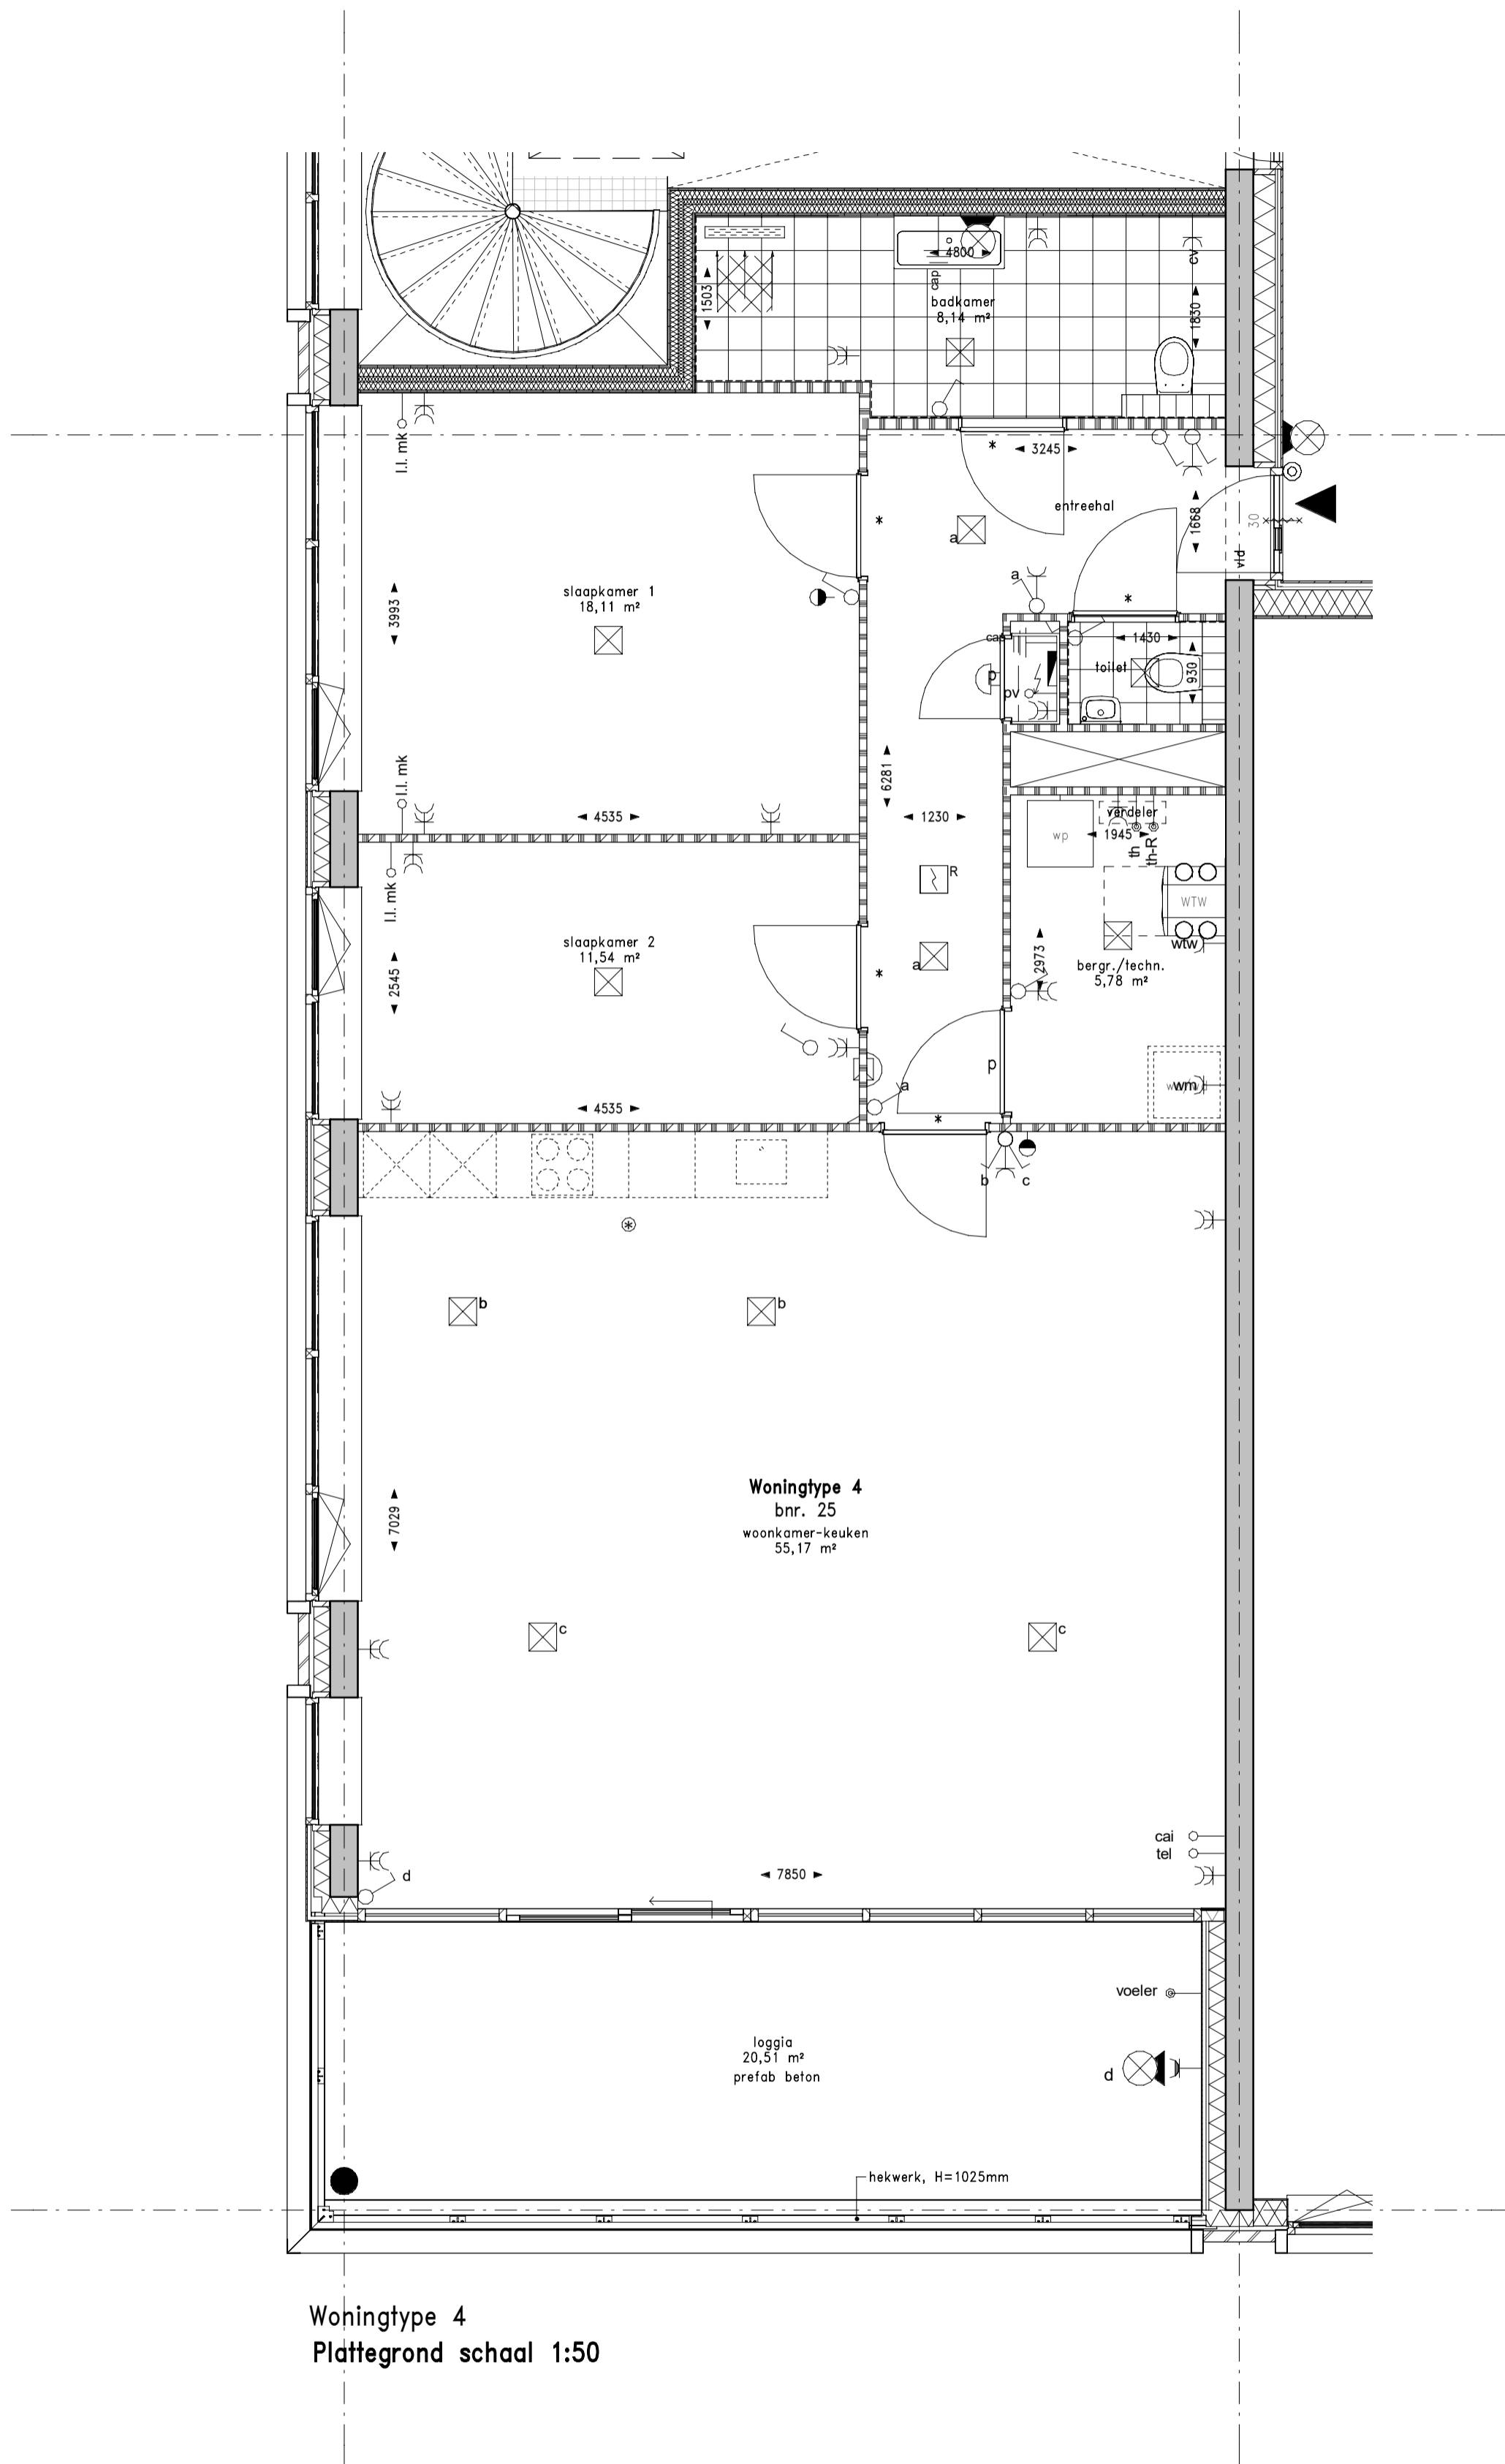 4800
cap
badkamer
8,14 m²
1503
cv
1830
l.l. mk
*
3245
entreehal
1668
30
vld
a
a
*
*
slaapkamer 1
18,11 m²
3993
cap
p
pv
toilet
1430
930
l.l. mk
4535
6281
1230
verdeler
wp
1945
th
th-R
R
WTW
wtw
l.l. mk
slaapkamer 2
11,54 m²
2545
*
a
2973
bergr./techn.
5,78 m²
p
wm
a
4535
*
b
c
*
b
b
Woningtype 4
bnr. 25
woonkamer-keuken
55,17 m²
7029
c
c
cai
tel
d
7850
voeler
loggia
20,51 m²
prefab beton
d
hekwerk, H=1025mm
Woningtype 4
Plattegrond schaal 1:50